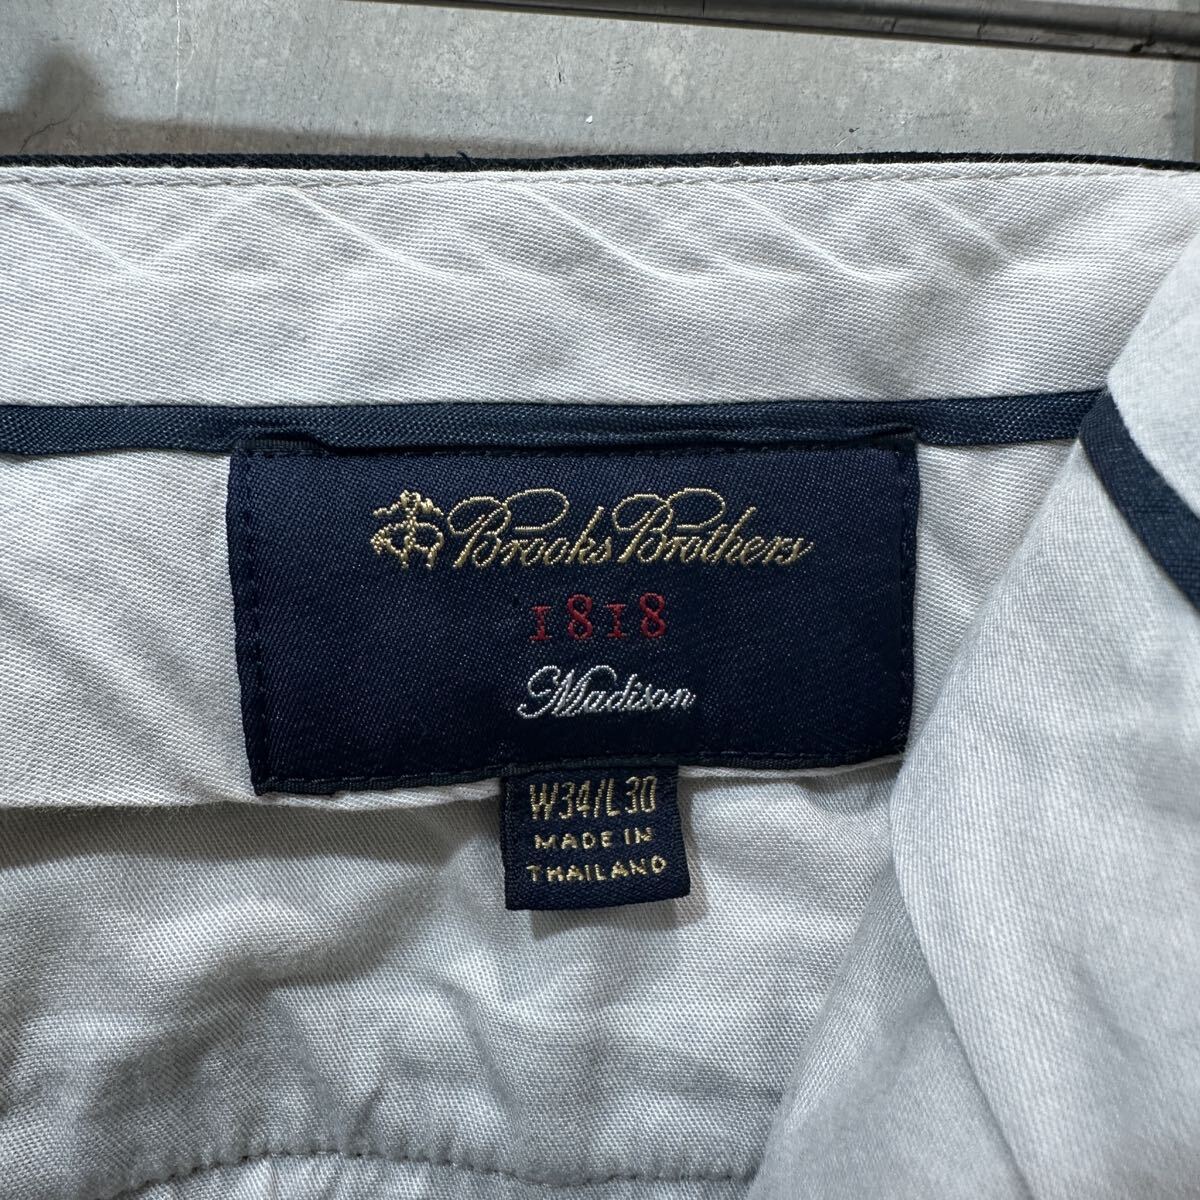 Brooks Brothers
1818
Madison
W34/L30
MADE IN
THAILAND